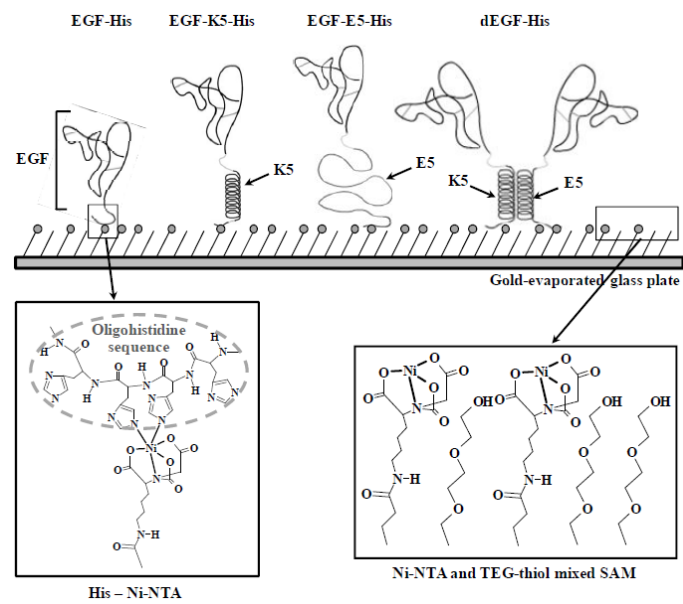 EGF-His
EGF-K5-His
EGF-E5-His
dEGF-His
EGF
K5
E5
K5
E5
Gold-evaporated glass plate
Oligohistidine
sequence
N
H
O
N
H
O
N
H
O
H
N
O
H
N
N
N
H
N
N
H
N
N
H
N
N
H
O
Ni
O
O
O
N
O
O
N-H
O
His – Ni-NTA
O
Ni
O
O
O
O
N
O
OH
O
O
N-H
O
O
Ni
O
O
O
O
N
O
OH
OH
O
O
O
O
N-H
O
Ni-NTA and TEG-thiol mixed SAM